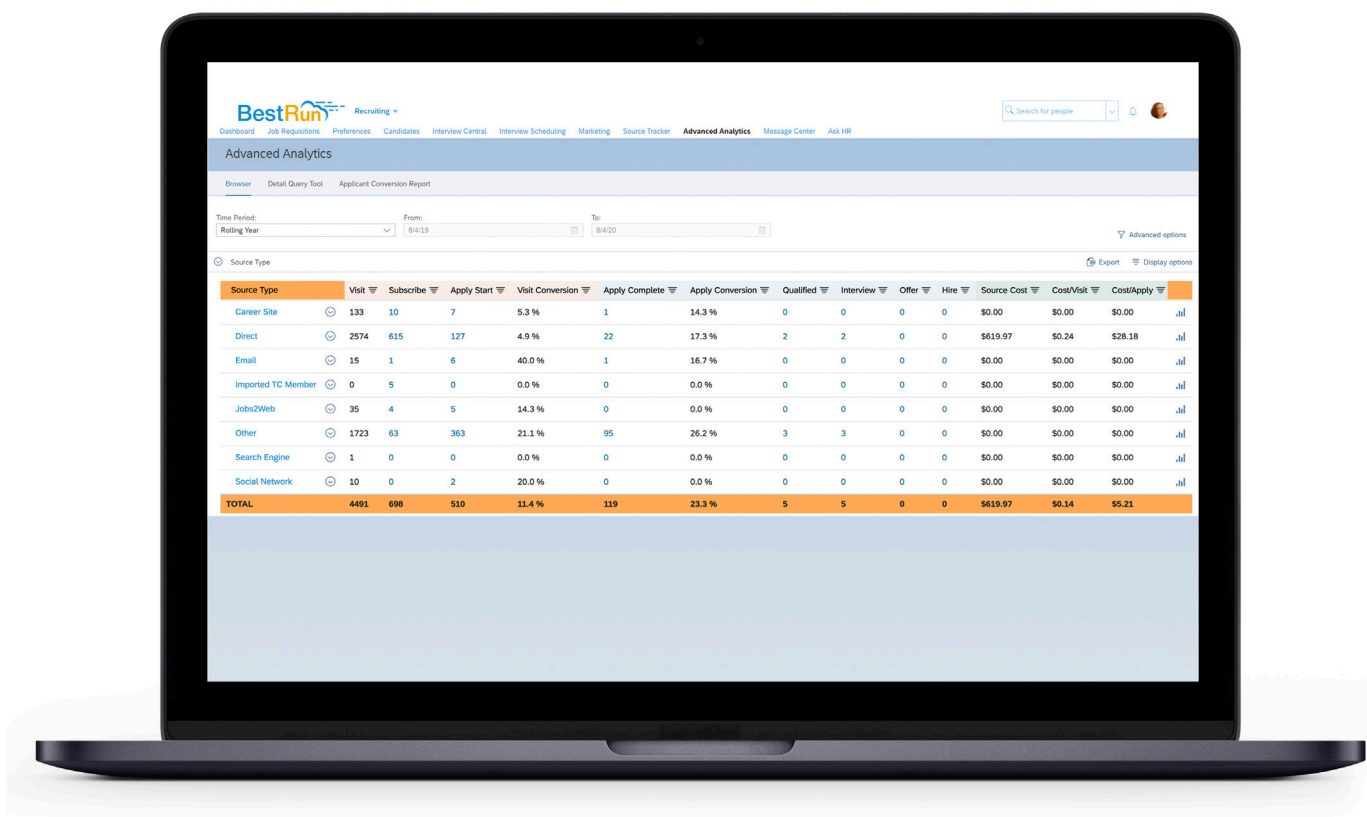 BestRun
Recruiting
Search for people
Dashboard Job Requisitions Preferences Candidates Interview Central Interview Scheduling Marketing Source Tracker Advanced Analytics Message Center Ask HR
Advanced Analytics
Browser Detail Query Tool Applicant Conversion Report
Time Period: From: To:
Rolling Year 8/4/19 8/4/20
Advanced options
Source Type Export Display options
Source Type Visit Subscribe Apply Start Visit Conversion Apply Complete Apply Conversion Qualified Interview Offer Hire Source Cost Cost/Visit Cost/Apply
Career Site 133 10 7 5.3 % 1 14.3 % 0 0 0 0 $0.00 $0.00 $0.00
Direct 2574 615 127 4.9 % 22 17.3 % 2 2 0 0 $619.97 $0.24 $28.18
Email 15 1 6 40.0 % 1 16.7 % 0 0 0 0 $0.00 $0.00 $0.00
Imported TC Member 0 5 0 0.0 % 0 0.0 % 0 0 0 0 $0.00 $0.00 $0.00
Jobs2Web 35 4 5 14.3 % 0 0.0 % 0 0 0 0 $0.00 $0.00 $0.00
Other 1723 63 363 21.1 % 95 26.2 % 3 3 0 0 $0.00 $0.00 $0.00
Search Engine 1 0 0 0.0 % 0 0.0 % 0 0 0 0 $0.00 $0.00 $0.00
Social Network 10 0 2 20.0 % 0 0.0 % 0 0 0 0 $0.00 $0.00 $0.00
TOTAL 4491 698 510 11.4 % 119 23.3 % 5 5 0 0 $619.97 $0.14 $5.21